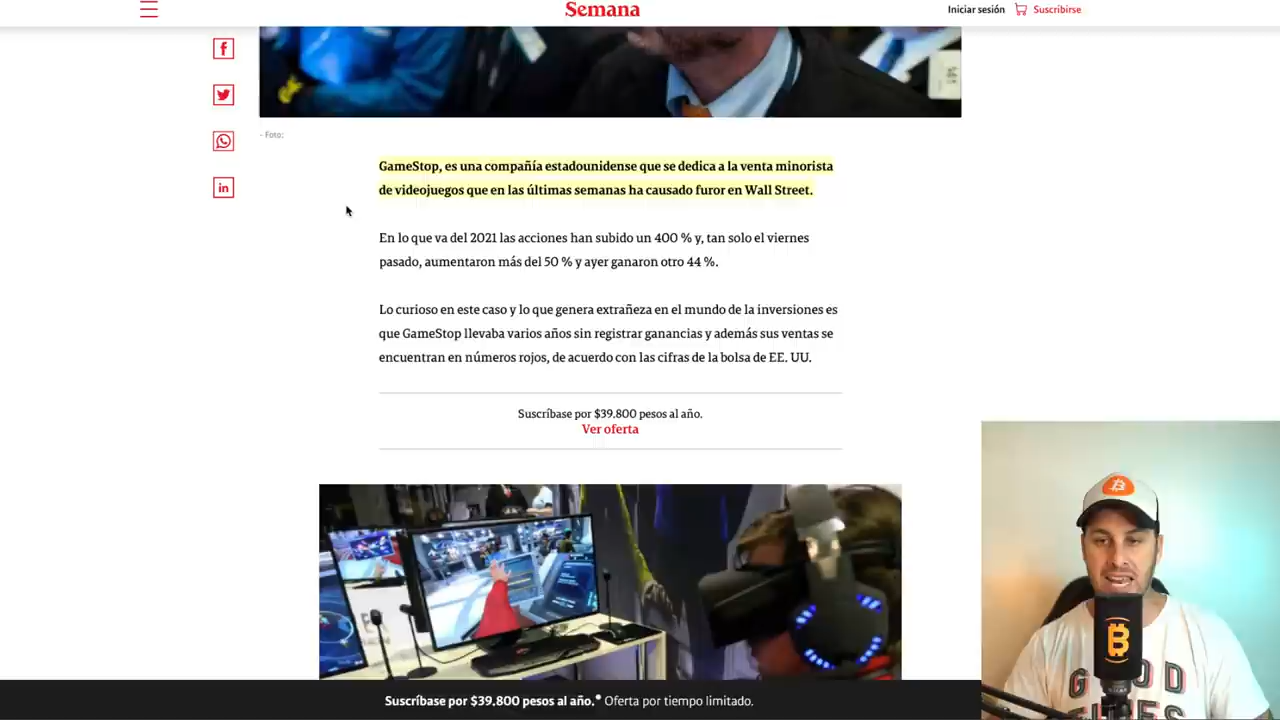 Semana
Iniciar sesión
Suscribirse
- Foto:
GameStop, es una compañía estadounidense que se dedica a la venta minorista
de videojuegos que en las últimas semanas ha causado furor en Wall Street.
En lo que va del 2021 las acciones han subido un 400 % y, tan solo el viernes
pasado, aumentaron más del 50 % y ayer ganaron otro 44 %.
Lo curioso en este caso y lo que genera extrañeza en el mundo de la inversiones es
que GameStop llevaba varios años sin registrar ganancias y además sus ventas se
encuentran en números rojos, de acuerdo con las cifras de la bolsa de EE. UU.
Suscríbase por $39.800 pesos al año.
Ver oferta
Suscríbase por $39.800 pesos al año.* Oferta por tiempo limitado.